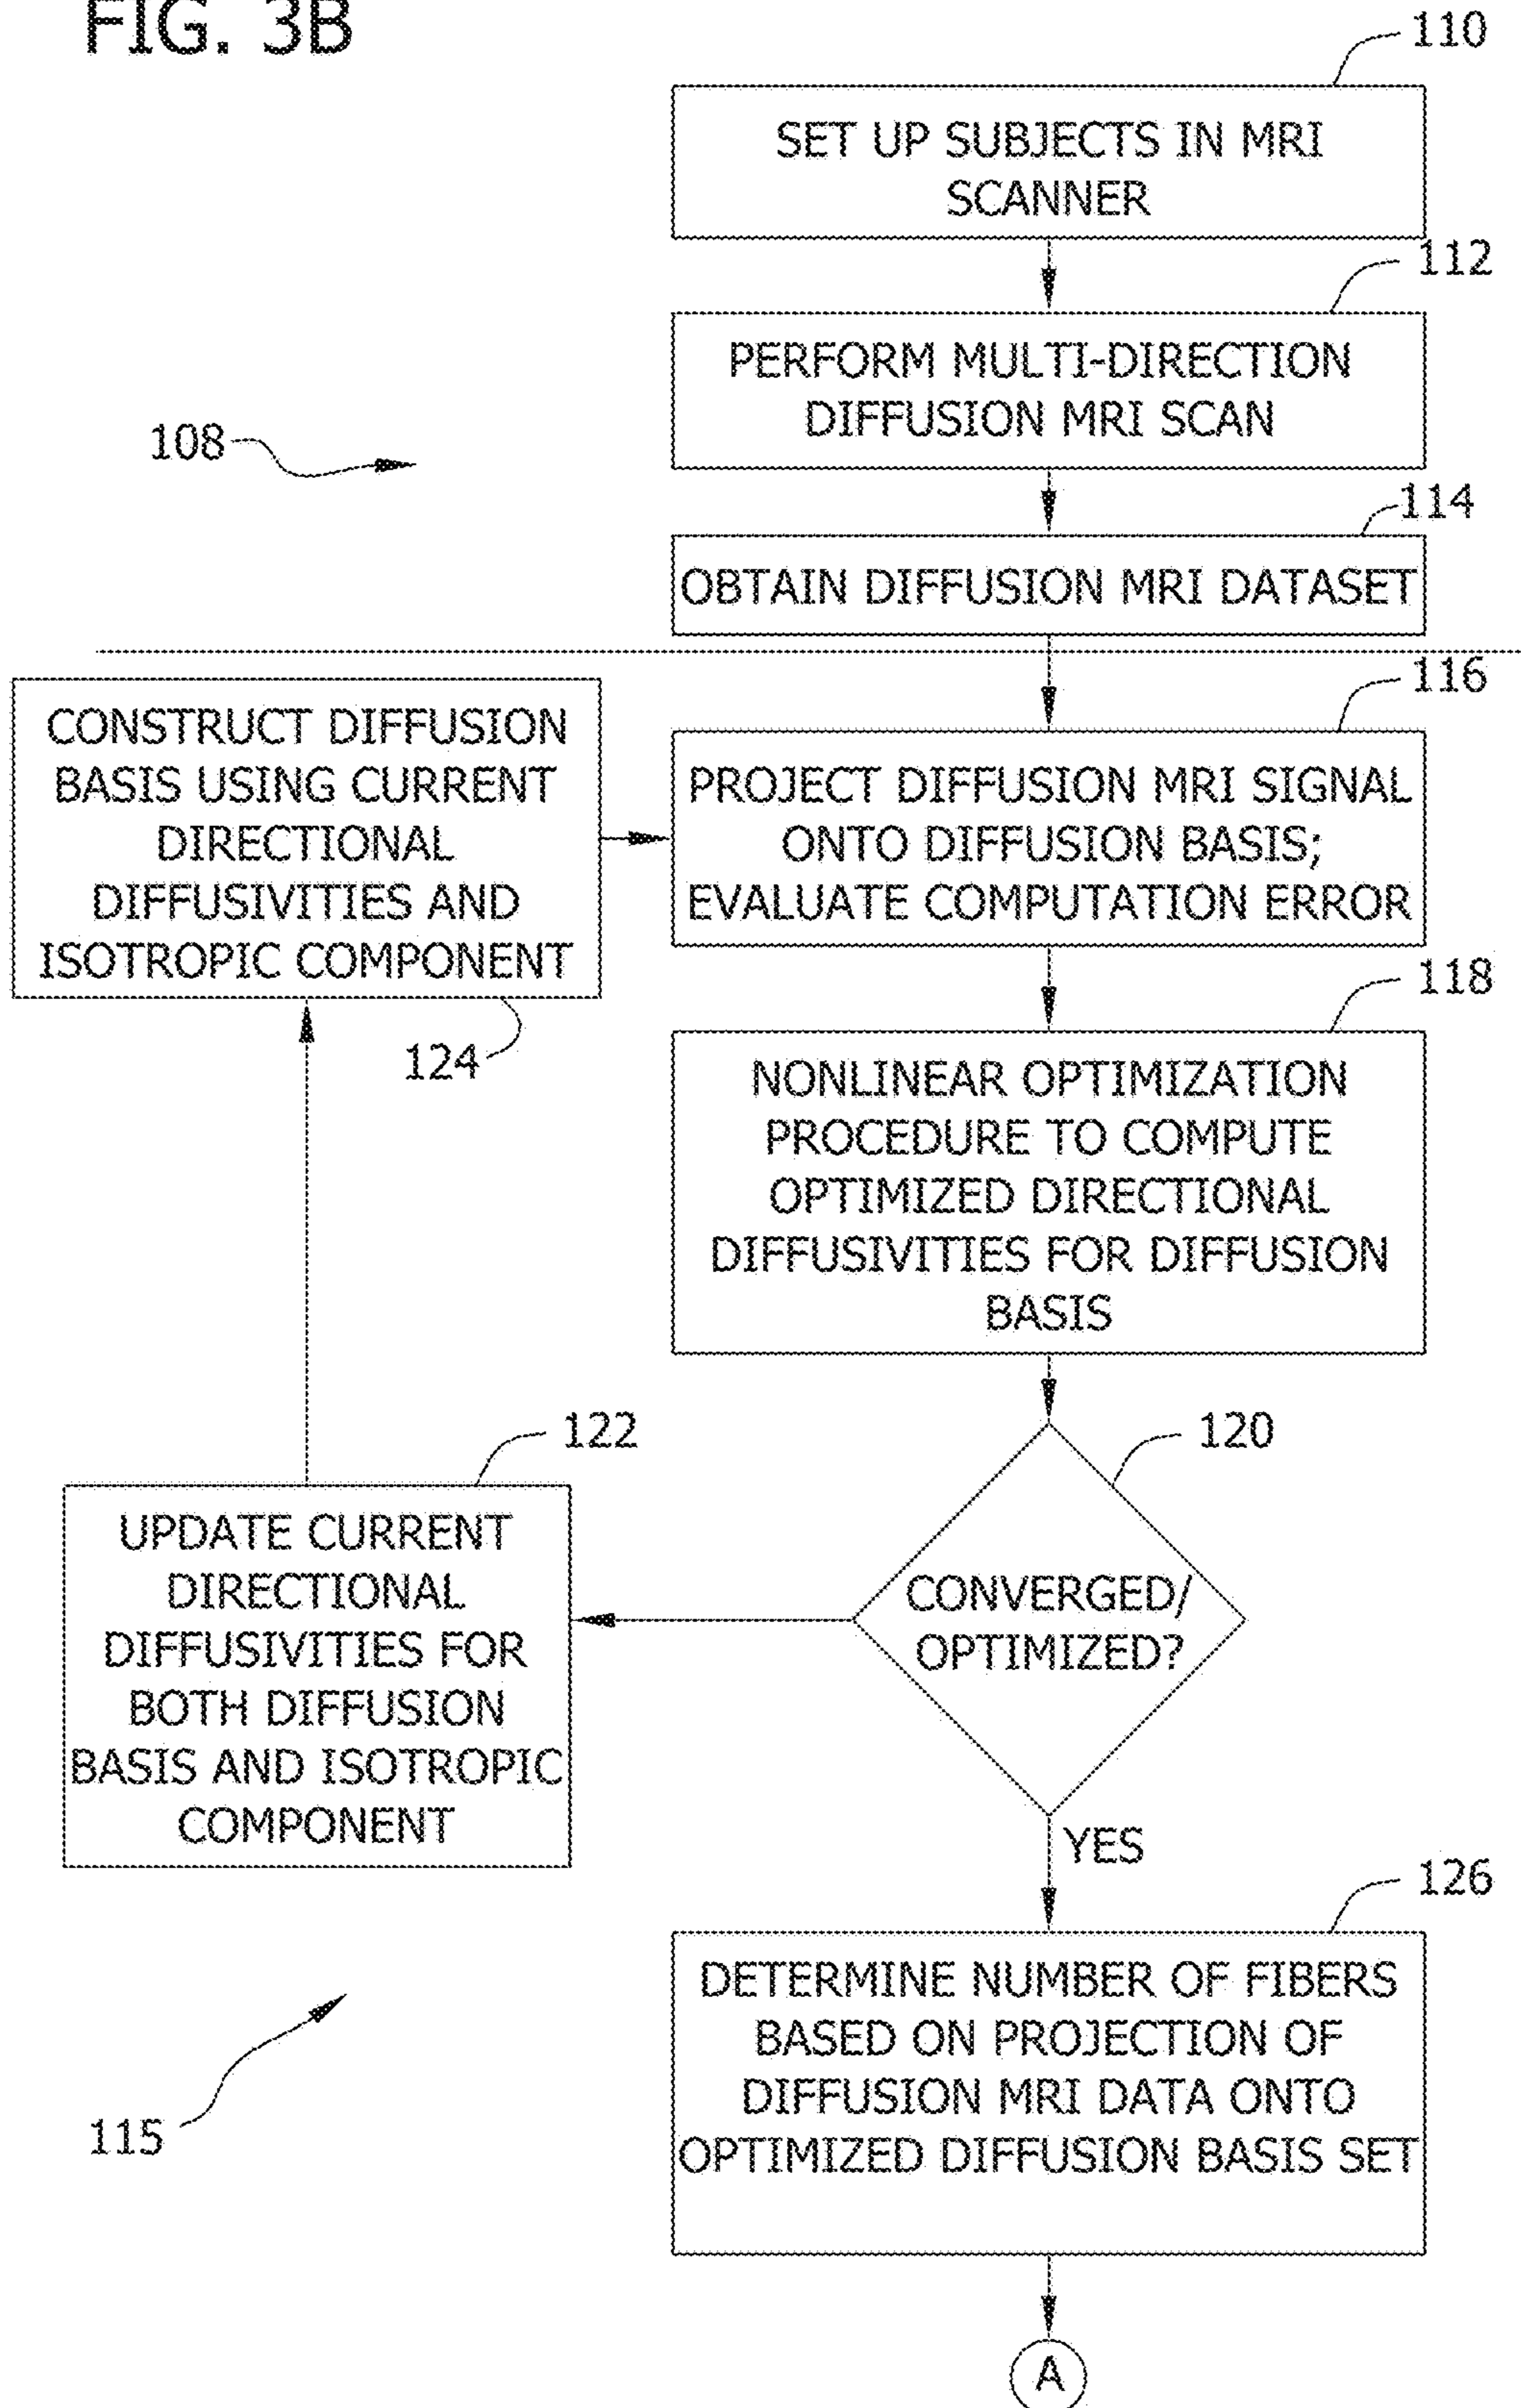 FIG. 3B
110
SET UP SUBJECTS IN MRI
SCANNER
112
PERFORM MULTI-DIRECTION
DIFFUSION MRI SCAN
108
114
OBTAIN DIFFUSION MRI DATASET
116
CONSTRUCT DIFFUSION
BASIS USING CURRENT
DIRECTIONAL
DIFFUSIVITIES AND
ISOTROPIC COMPONENT
124
PROJECT DIFFUSION MRI SIGNAL
ONTO DIFFUSION BASIS;
EVALUATE COMPUTATION ERROR
118
NONLINEAR OPTIMIZATION
PROCEDURE TO COMPUTE
OPTIMIZED DIRECTIONAL
DIFFUSIVITIES FOR DIFFUSION
BASIS
122
120
UPDATE CURRENT
DIRECTIONAL
DIFFUSIVITIES FOR
BOTH DIFFUSION
BASIS AND ISOTROPIC
COMPONENT
CONVERGED/
OPTIMIZED?
YES
126
DETERMINE NUMBER OF FIBERS
BASED ON PROJECTION OF
DIFFUSION MRI DATA ONTO
OPTIMIZED DIFFUSION BASIS SET
115
A